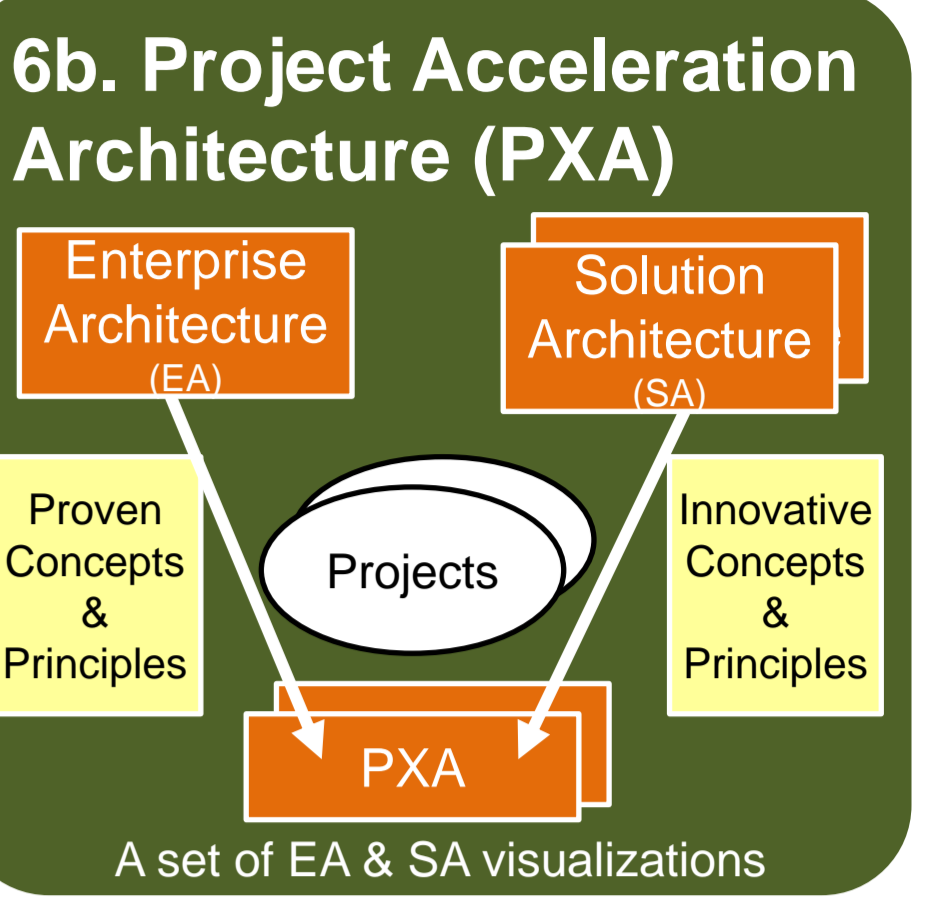 6b. Project Acceleration
Architecture (PXA)
Enterprise
Architecture
(EA)
Solution
Architecture
(SA)
Proven
Concepts
&
Principles
Projects
Innovative
Concepts
&
Principles
PXA
A set of EA & SA visualizations